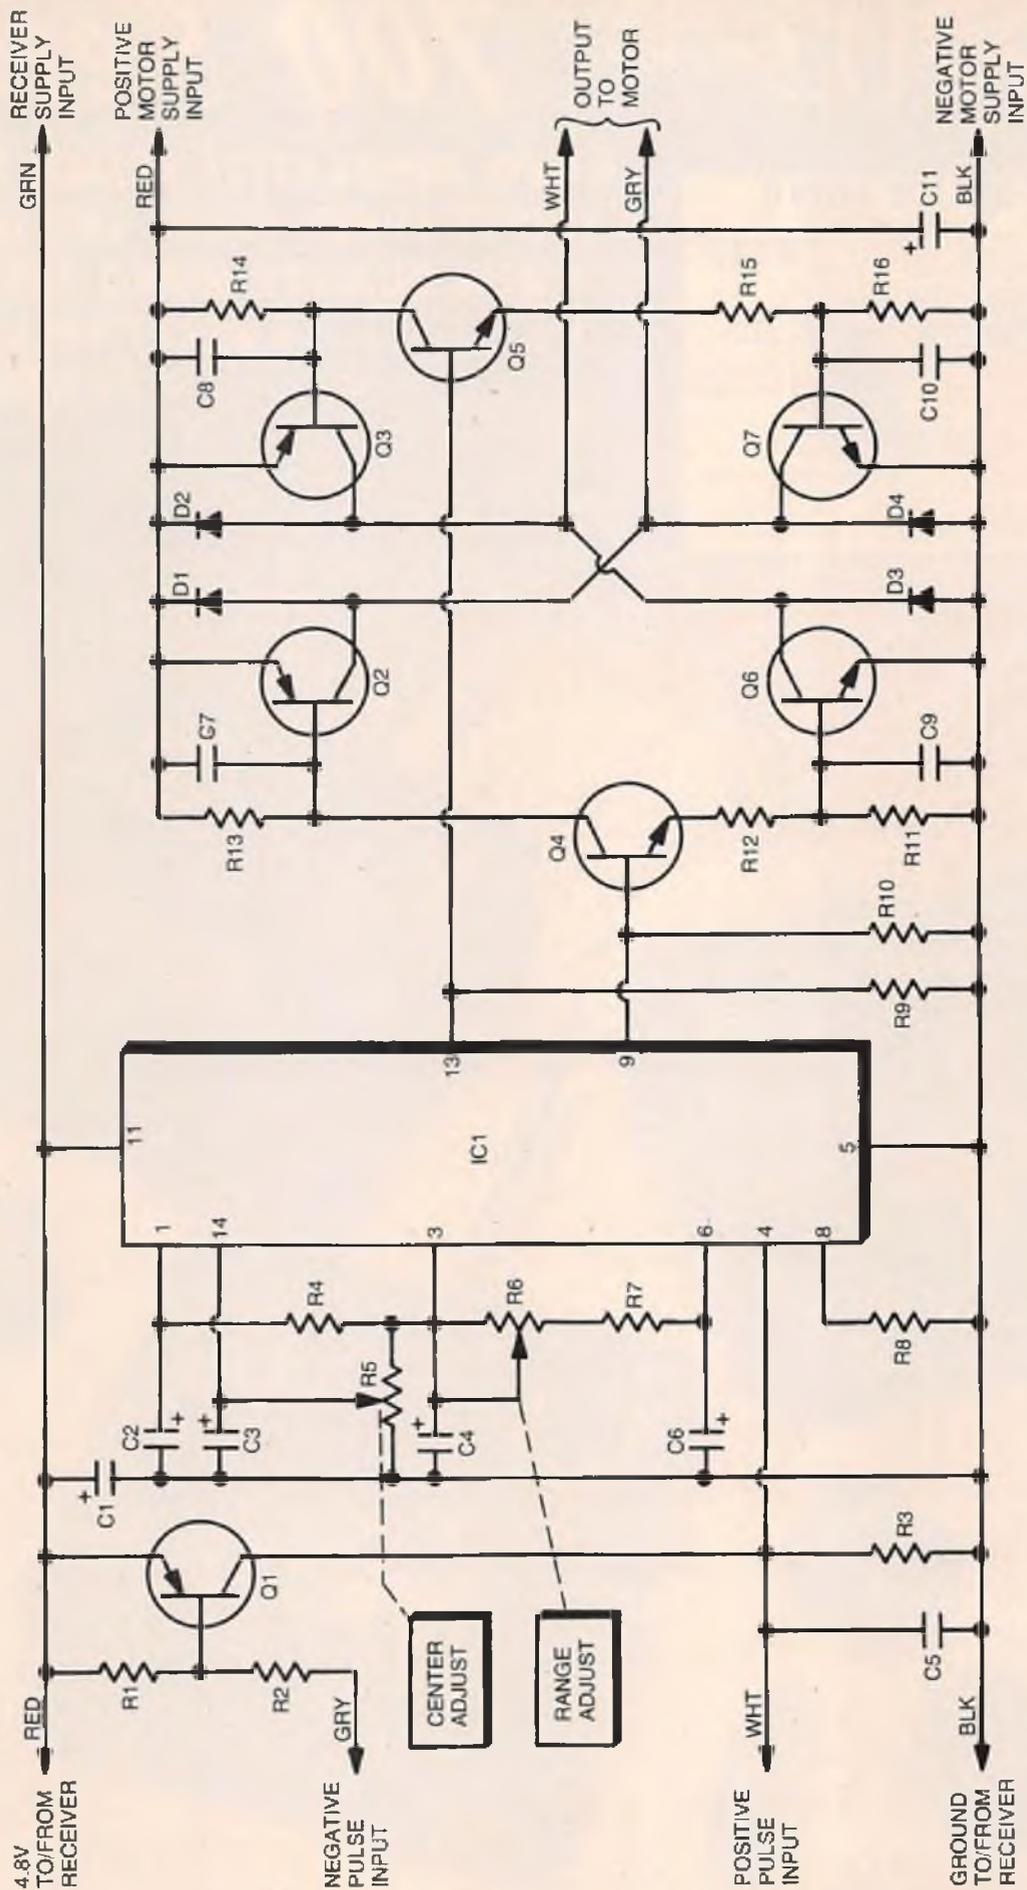 4.8V
TO/FROM
RECEIVER
RED
R1
R2
GRY
NEGATIVE
PULSE
INPUT
Q1
C1
+
C2
+
C3
+
C4
+
C6
+
R4
R5
R6
R7
CENTER
ADJUST
RANGE
ADJUST
POSITIVE
PULSE
INPUT
WHT
C5
R3
R8
GROUND
TO/FROM
RECEIVER
BLK
1
14
3
6
4
8
11
IC1
5
13
9
R9
R10
R13
C7
Q2
D1
D2
Q3
C8
R14
Q5
Q4
R12
R11
C9
Q6
D3
D4
Q7
C10
R15
R16
C11
+
GRN
RECEIVER
SUPPLY
INPUT
RED
POSITIVE
MOTOR
SUPPLY
INPUT
WHT
GRY
OUTPUT
TO
MOTOR
BLK
NEGATIVE
MOTOR
SUPPLY
INPUT